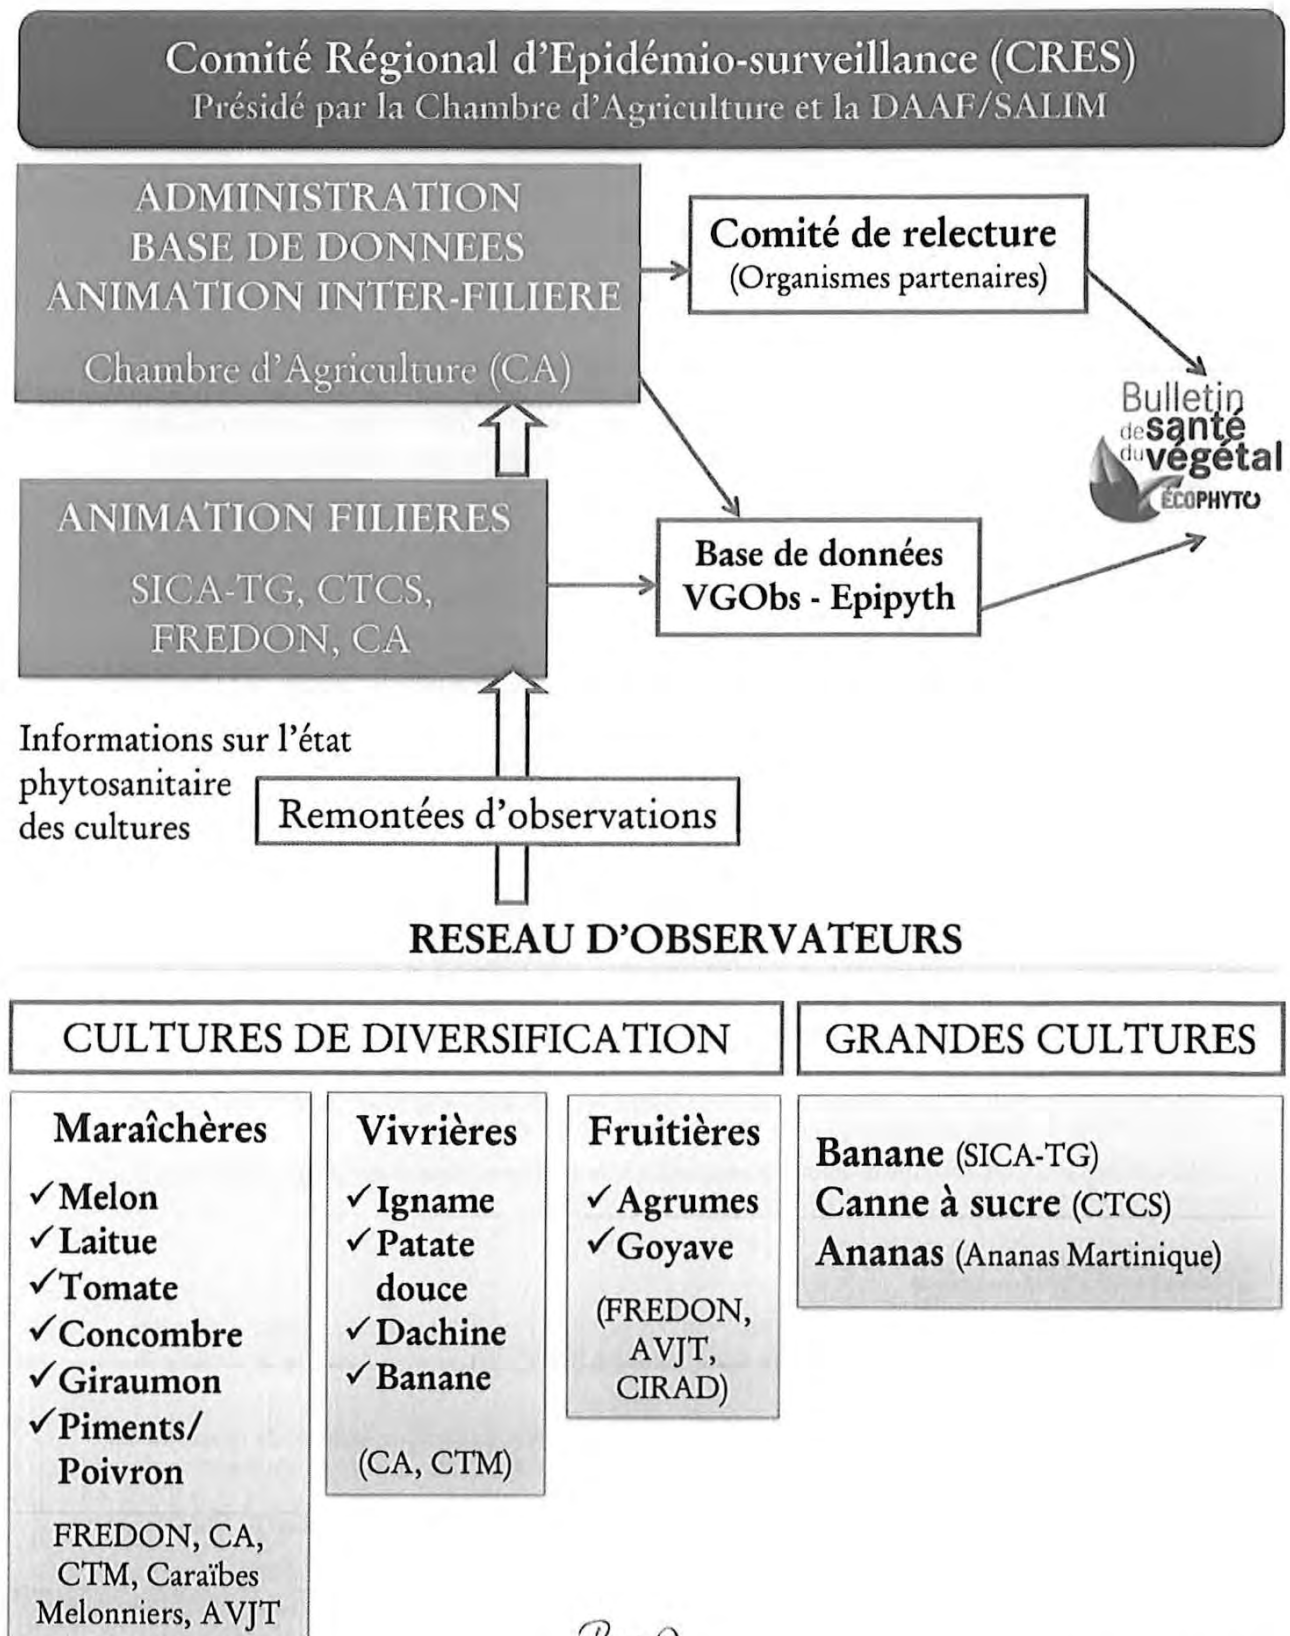 Comité Régional d'Epidémio-surveillance (CRES)
Présidé par la Chambre d'Agriculture et la DAAF/SALIM
ADMINISTRATION
BASE DE DONNEES
ANIMATION INTER-FILIERE
Chambre d'Agriculture (CA)
Comité de relecture
(Organismes partenaires)
Bulletin
de santé
du végétal
ÉCOPHYTO
ANIMATION FILIERES
SICA-TG, CTCS,
FREDON, CA
Base de données
VGObs - Epipyth
Informations sur l'état
phytosanitaire
des cultures
Remontées d'observations
RESEAU D'OBSERVATEURS
CULTURES DE DIVERSIFICATION
GRANDES CULTURES
Maraîchères
✓ Melon
✓ Laitue
✓ Tomate
✓ Concombre
✓ Giraumon
✓ Piments/
Poivron
FREDON, CA,
CTM, Caraïbes
Melonniers, AVJT
Vivrières
✓ Igname
✓ Patate
douce
✓ Dachine
✓ Banane
(CA, CTM)
Fruitières
✓ Agrumes
✓ Goyave
(FREDON,
AVJT,
CIRAD)
Banane (SICA-TG)
Canne à sucre (CTCS)
Ananas (Ananas Martinique)